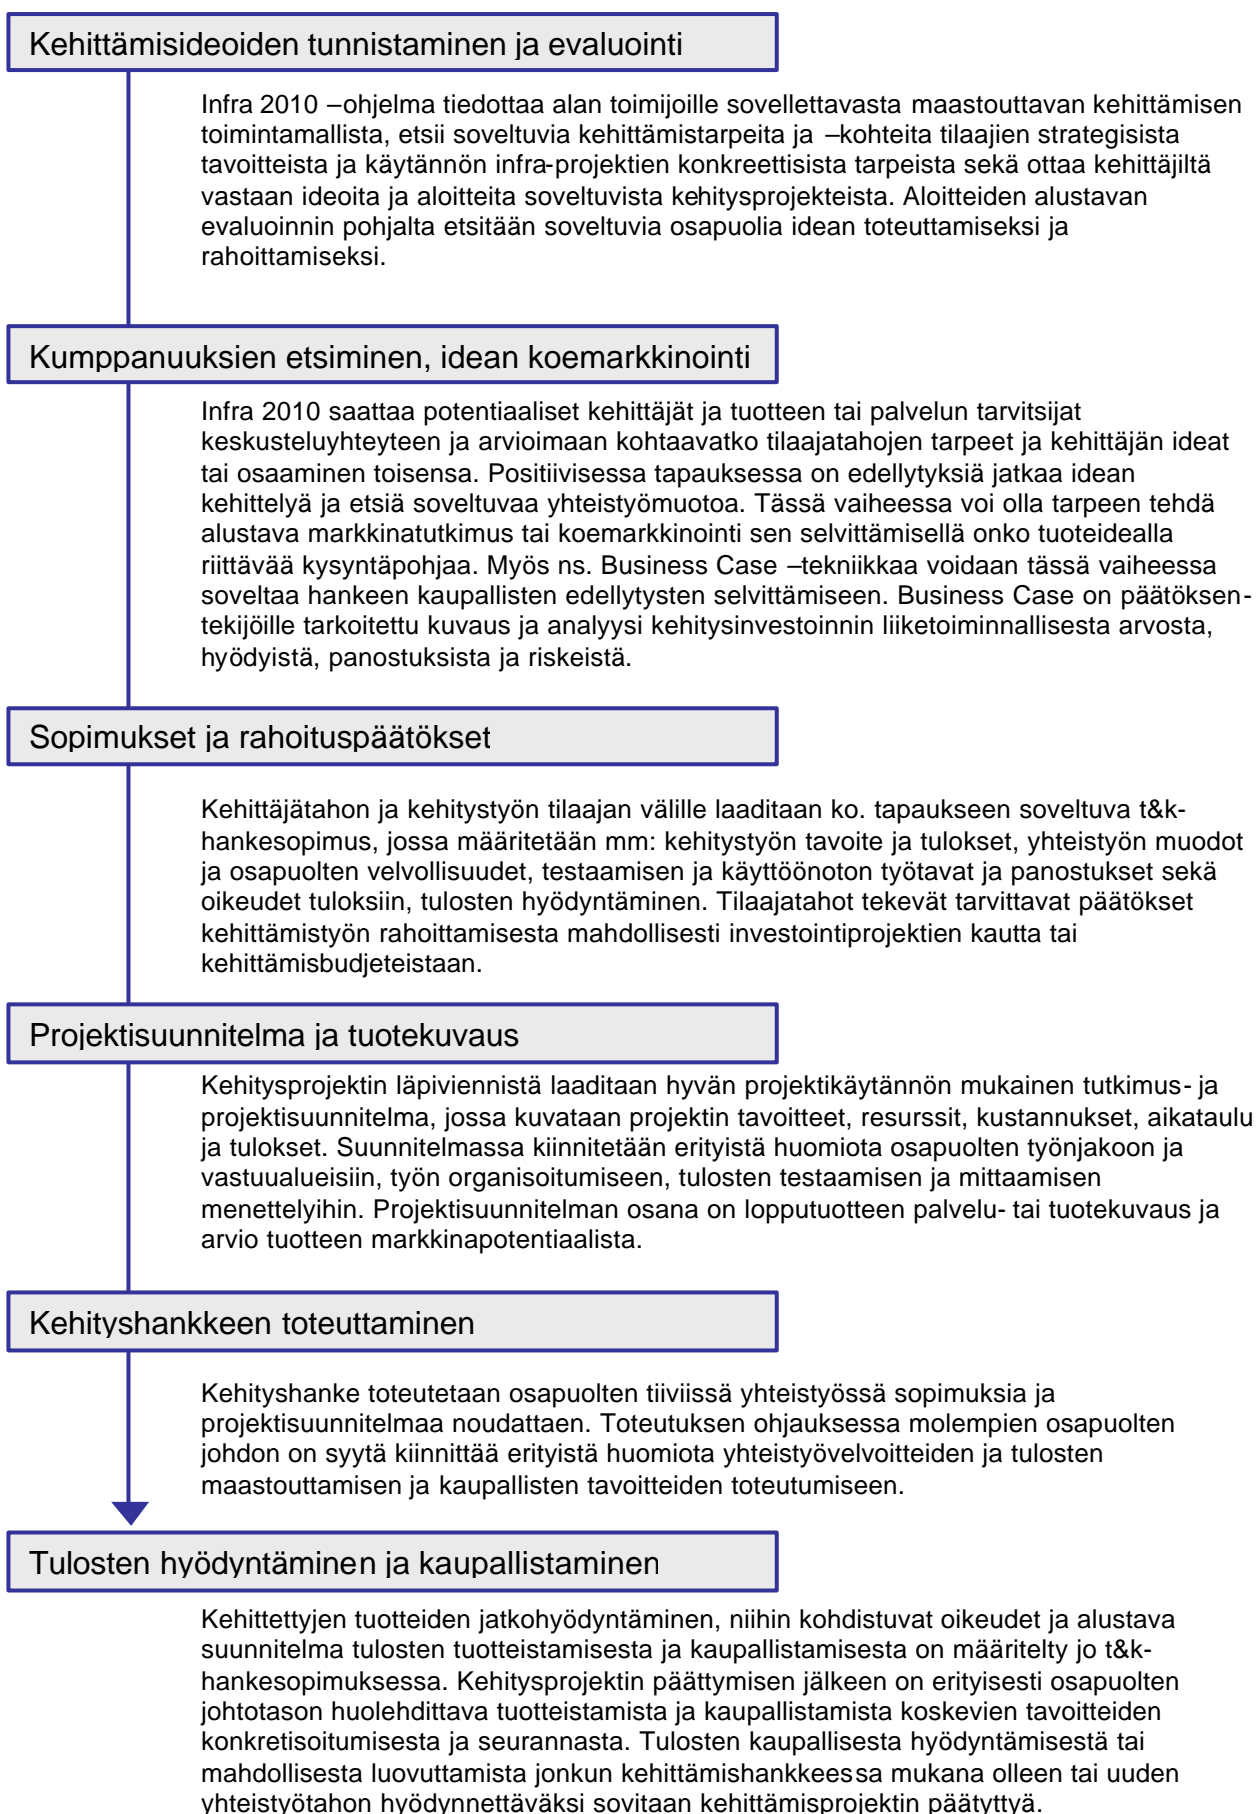 Kehittämisideoiden tunnistaminen ja evaluointi
Infra 2010 –ohjelma tiedottaa alan toimijoille sovellettavasta maastouttavan kehittämisen
toimintamallista, etsii soveltuvia kehittämistarpeita ja –kohteita tilaajien strategisista
tavoitteista ja käytännön infra-projektien konkreettisista tarpeista sekä ottaa kehittäjiltä
vastaan ideoita ja aloitteita soveltuvista kehitysprojekteista. Aloitteiden alustavan
evaluoinnin pohjalta etsitään soveltuvia osapuolia idean toteuttamiseksi ja
rahoittamiseksi.
Kumppanuuksien etsiminen, idean koemarkkinointi
Infra 2010 saattaa potentiaaliset kehittäjät ja tuotteen tai palvelun tarvitsijat
keskusteluyhteyteen ja arvioimaan kohtaavatko tilaajatahojen tarpeet ja kehittäjän ideat
tai osaaminen toisensa. Positiivisessa tapauksessa on edellytyksiä jatkaa idean
kehittelyä ja etsiä soveltuvaa yhteistyömuotoa. Tässä vaiheessa voi olla tarpeen tehdä
alustava markkinatutkimus tai koemarkkinointi sen selvittämisellä onko tuoteidealla
riittävää kysyntäpohjaa. Myös ns. Business Case –tekniikkaa voidaan tässä vaiheessa
soveltaa hankeen kaupallisten edellytysten selvittämiseen. Business Case on päätöksen-
tekijöille tarkoitettu kuvaus ja analyysi kehitysinvestoinnin liiketoiminnallisesta arvosta,
hyödyistä, panostuksista ja riskeistä.
Sopimukset ja rahoituspäätökset
Kehittäjätahon ja kehitystyön tilaajan välille laaditaan ko. tapaukseen soveltuva t&k-
hankesopimus, jossa määritetään mm: kehitystyön tavoite ja tulokset, yhteistyön muodot
ja osapuolten velvollisuudet, testaamisen ja käyttöönoton työtavat ja panostukset sekä
oikeudet tuloksiin, tulosten hyödyntäminen. Tilaajatahot tekevät tarvittavat päätökset
kehittämistyön rahoittamisesta mahdollisesti investointiprojektien kautta tai
kehittämisbudjeteistaan.
Projektisuunnitelma ja tuotekuvaus
Kehitysprojektin läpiviennistä laaditaan hyvän projektikäytännön mukainen tutkimus- ja
projektisuunnitelma, jossa kuvataan projektin tavoitteet, resurssit, kustannukset, aikataulu
ja tulokset. Suunnitelmassa kiinnitetään erityistä huomiota osapuolten työnjakoon ja
vastuualueisiin, työn organisoitumiseen, tulosten testaamisen ja mittaamisen
menettelyihin. Projektisuunnitelman osana on lopputuotteen palvelu- tai tuotekuvaus ja
arvio tuotteen markkinapotentiaalista.
Kehityshankkeen toteuttaminen
Kehityshanke toteutetaan osapuolten tiiviissä yhteistyössä sopimuksia ja
projektisuunnitelmaa noudattaen. Toteutuksen ohjauksessa molempien osapuolten
johdon on syytä kiinnittää erityistä huomiota yhteistyövelvoitteiden ja tulosten
maastouttamisen ja kaupallisten tavoitteiden toteutumiseen.
Tulosten hyödyntäminen ja kaupallistaminen
Kehittettyjen tuotteiden jatkohyödyntäminen, niihin kohdistuvat oikeudet ja alustava
suunnitelma tulosten tuotteistamisesta ja kaupallistamisesta on määritelty jo t&k-
hankesopimuksessa. Kehitysprojektin päättymisen jälkeen on erityisesti osapuolten
johtotason huolehdittava tuotteistamista ja kaupallistamista koskevien tavoitteiden
konkretisoitumisesta ja seurannasta. Tulosten kaupallisesta hyödyntämisestä tai
mahdollisesta luovuttamista jonkun kehittämishankkeessa mukana olleen tai uuden
yhteistyötahon hyödynnettäväksi sovitaan kehittämisprojektin päätyttyä.